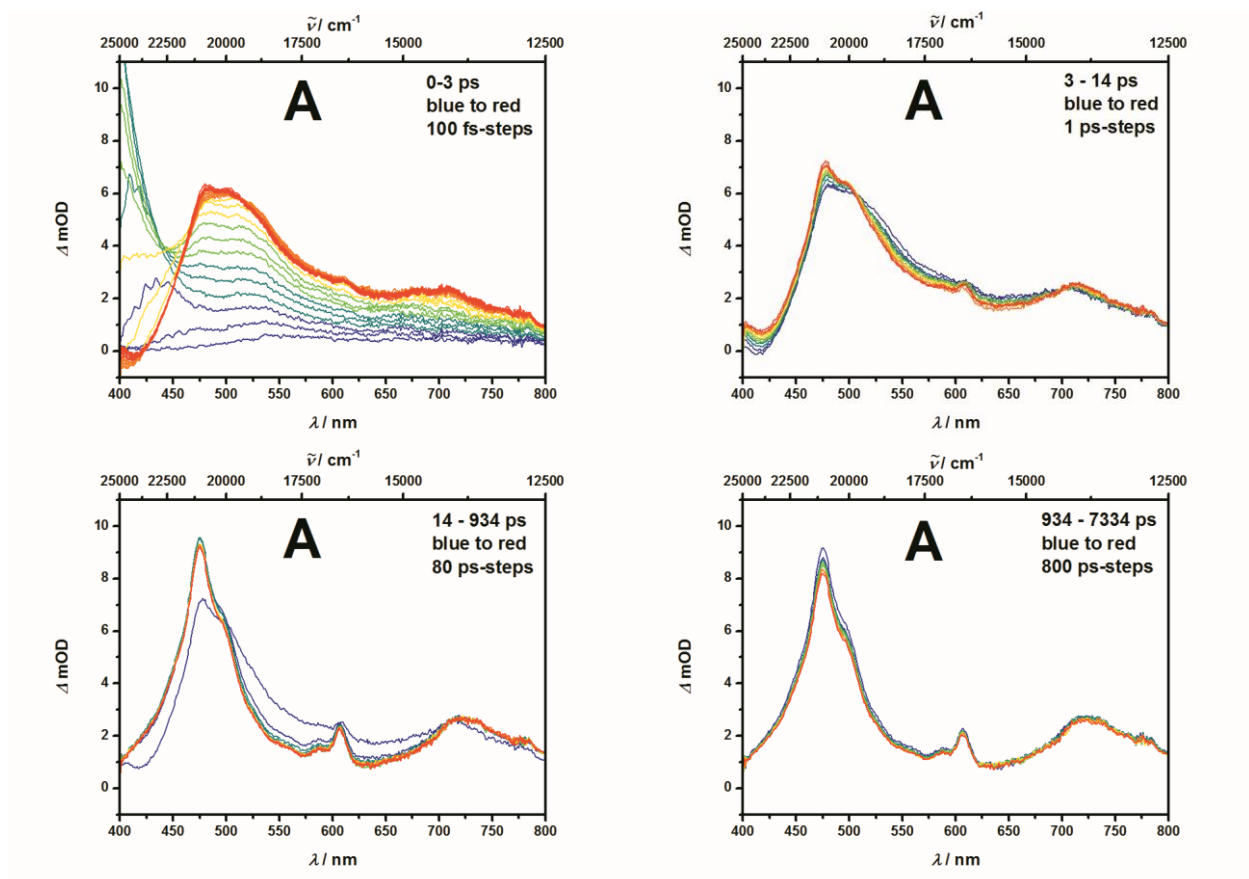 ṽ / cm⁻¹
25000 22500 20000 17500 15000 12500
A
0-3 ps
blue to red
100 fs-steps
10
8
6
4
2
0
Δ mOD
400 450 500 550 600 650 700 750 800
λ / nm
ṽ / cm⁻¹
25000 22500 20000 17500 15000 12500
A
3 - 14 ps
blue to red
1 ps-steps
10
8
6
4
2
0
Δ mOD
400 450 500 550 600 650 700 750 800
λ / nm
ṽ / cm⁻¹
25000 22500 20000 17500 15000 12500
A
14 - 934 ps
blue to red
80 ps-steps
10
8
6
4
2
0
Δ mOD
400 450 500 550 600 650 700 750 800
λ / nm
ṽ / cm⁻¹
25000 22500 20000 17500 15000 12500
A
934 - 7334 ps
blue to red
800 ps-steps
10
8
6
4
2
0
Δ mOD
400 450 500 550 600 650 700 750 800
λ / nm